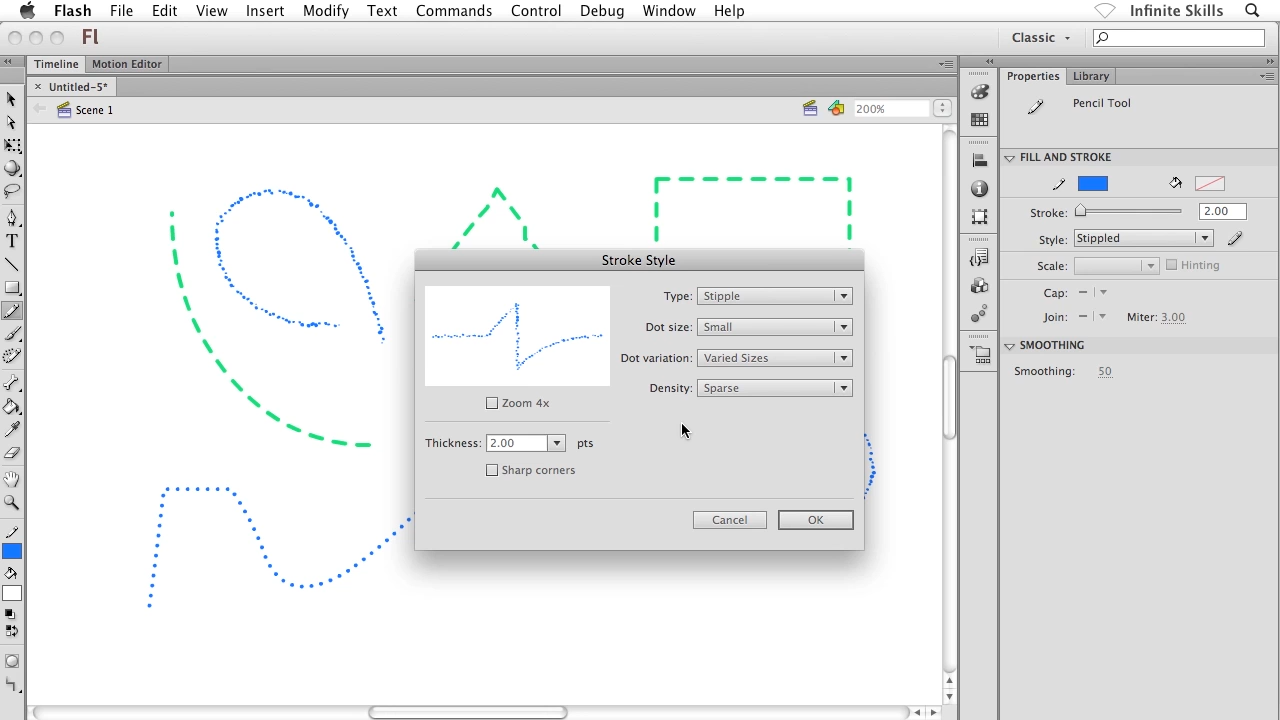 Flash File Edit View Insert Modify Text Commands Control Debug Window Help Infinite Skills
Fl Classic
Timeline Motion Editor
Untitled-5*
Scene 1 200%
Properties Library
Pencil Tool
FILL AND STROKE
Stroke: 2.00
Style: Stippled
Scale: Hinting
Cap:
Join: Miter: 3.00
SMOOTHING
Smoothing: 50
Stroke Style
Type: Stipple
Dot size: Small
Dot variation: Varied Sizes
Density: Sparse
Zoom 4x
Thickness: 2.00 pts
Sharp corners
Cancel OK
T